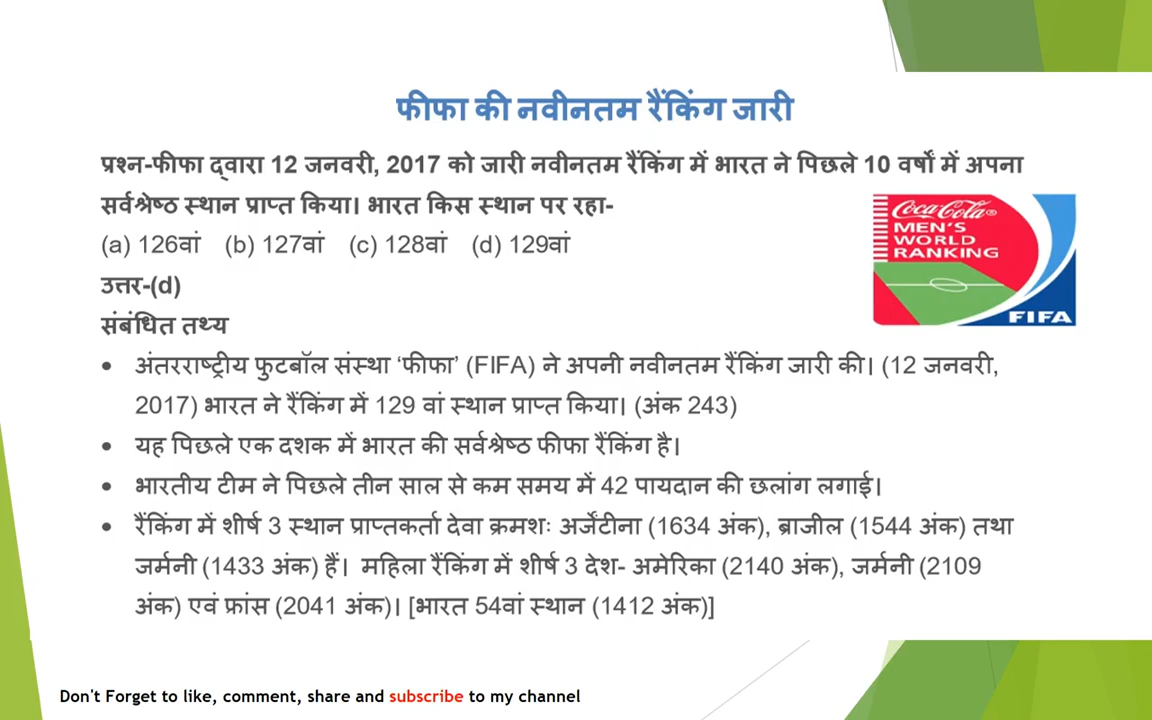 फीफा की नवीनतम रैंकिंग जारी
प्रश्न-फीफा द्वारा 12 जनवरी, 2017 को जारी नवीनतम रैंकिंग में भारत ने पिछले 10 वर्षों में अपना
सर्वश्रेष्ठ स्थान प्राप्त किया। भारत किस स्थान पर रहा-
(a) 126वां (b) 127वां (c) 128वां (d) 129वां
उत्तर-(d)
संबंधित तथ्य
Coca-Cola®
MEN'S
WORLD
RANKING
FIFA
• अंतरराष्ट्रीय फुटबॉल संस्था ‘फीफा’ (FIFA) ने अपनी नवीनतम रैंकिंग जारी की। (12 जनवरी,
2017) भारत ने रैंकिंग में 129 वां स्थान प्राप्त किया। (अंक 243)
• यह पिछले एक दशक में भारत की सर्वश्रेष्ठ फीफा रैंकिंग है।
• भारतीय टीम ने पिछले तीन साल से कम समय में 42 पायदान की छलांग लगाई।
• रैंकिंग में शीर्ष 3 स्थान प्राप्तकर्ता देवा क्रमशः अर्जेंटीना (1634 अंक), ब्राजील (1544 अंक) तथा
जर्मनी (1433 अंक) हैं। महिला रैंकिंग में शीर्ष 3 देश- अमेरिका (2140 अंक), जर्मनी (2109
अंक) एवं फ्रांस (2041 अंक)। [भारत 54वां स्थान (1412 अंक)]
Don't Forget to like, comment, share and subscribe to my channel